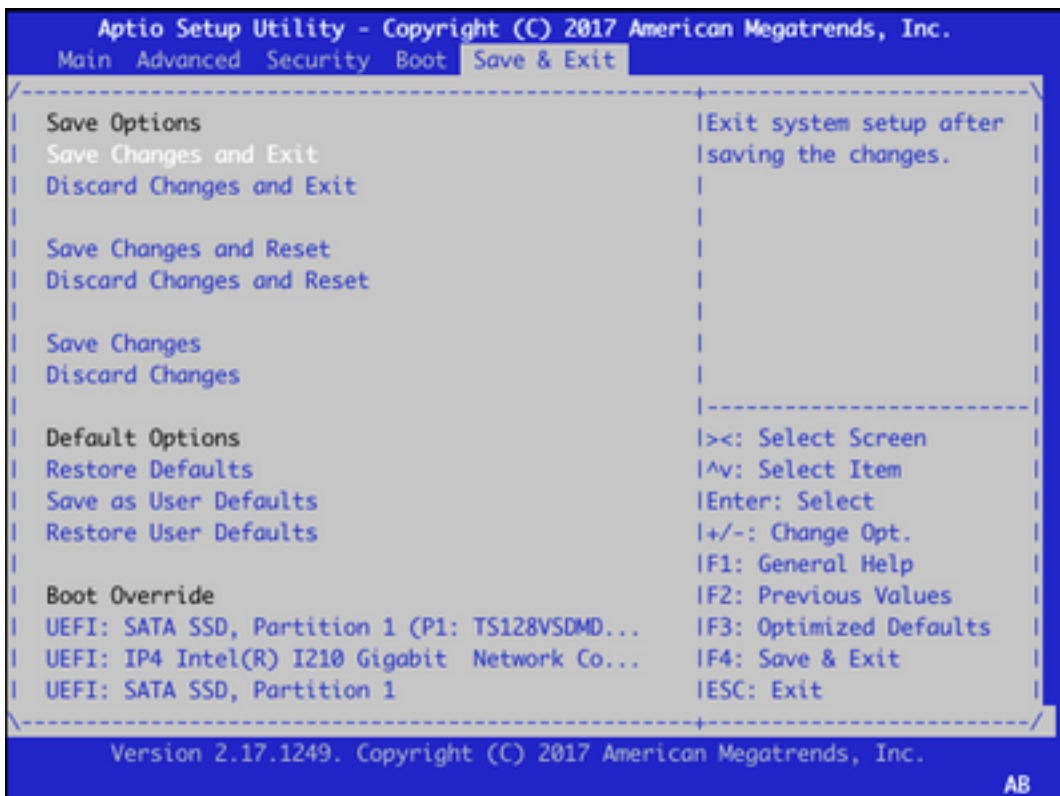 Aptio Setup Utility - Copyright (C) 2017 American Megatrends, Inc.
Main Advanced Security Boot Save & Exit
Save Options
Save Changes and Exit
Discard Changes and Exit
Save Changes and Reset
Discard Changes and Reset
Save Changes
Discard Changes
Default Options
Restore Defaults
Save as User Defaults
Restore User Defaults
Boot Override
UEFI: SATA SSD, Partition 1 (P1: TS128VSDMD...
UEFI: IP4 Intel(R) I210 Gigabit  Network Co...
UEFI: SATA SSD, Partition 1
Exit system setup after
saving the changes.
><: Select Screen
^v: Select Item
Enter: Select
+/-: Change Opt.
F1: General Help
F2: Previous Values
F3: Optimized Defaults
F4: Save & Exit
ESC: Exit
Version 2.17.1249. Copyright (C) 2017 American Megatrends, Inc.
AB